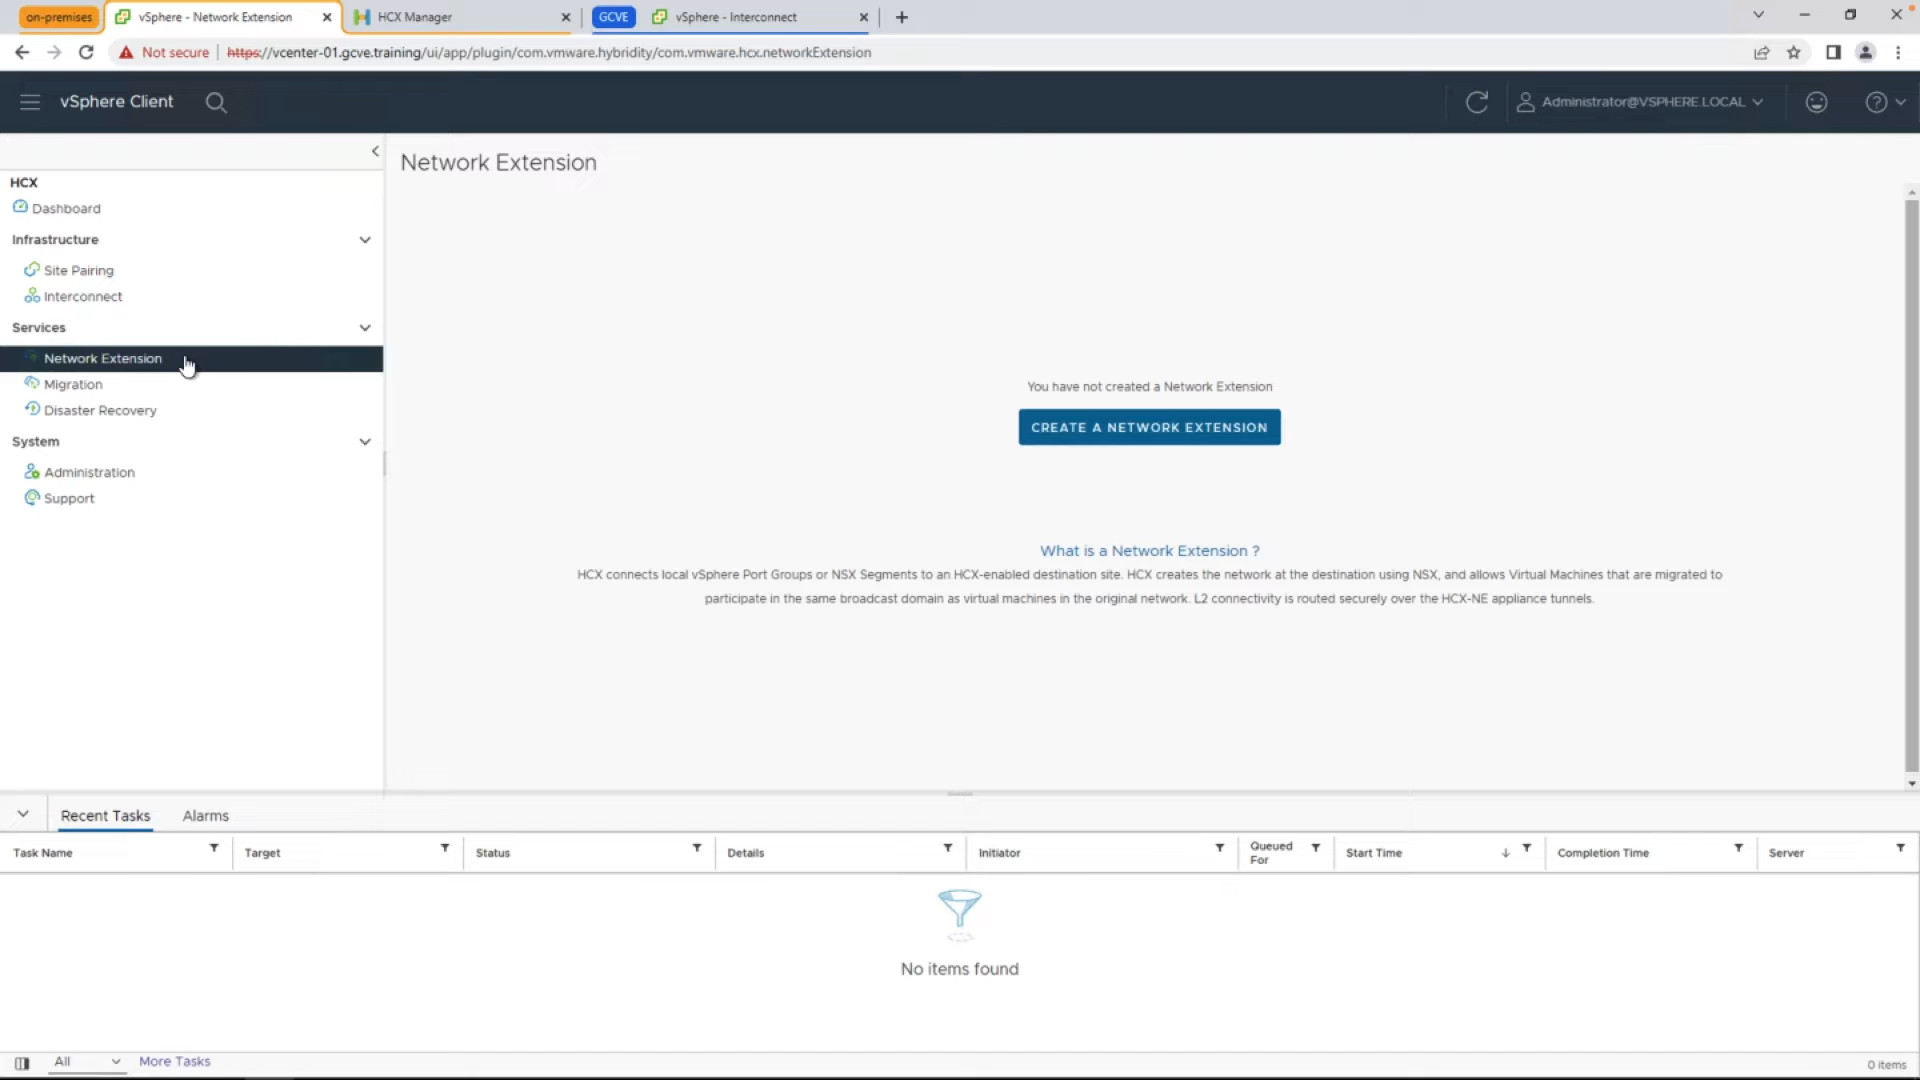 on-premises
vSphere - Network Extension
HCX Manager
GCVE
vSphere - Interconnect
Not secure
https://vcenter-01.gcve.training/ui/app/plugin/com.vmware.hybridity/com.vmware.hcx.networkExtension
vSphere Client
Administrator@VSPHERE.LOCAL
HCX
Dashboard
Infrastructure
Site Pairing
Interconnect
Services
Network Extension
Migration
Disaster Recovery
System
Administration
Support
Network Extension
You have not created a Network Extension
CREATE A NETWORK EXTENSION
What is a Network Extension ?
HCX connects local vSphere Port Groups or NSX Segments to an HCX-enabled destination site. HCX creates the network at the destination using NSX, and allows Virtual Machines that are migrated to
participate in the same broadcast domain as virtual machines in the original network. L2 connectivity is routed securely over the HCX-NE appliance tunnels.
Recent Tasks
Alarms
Task Name
Target
Status
Details
Initiator
Queued
For
Start Time
Completion Time
Server
No items found
All
More Tasks
0 items